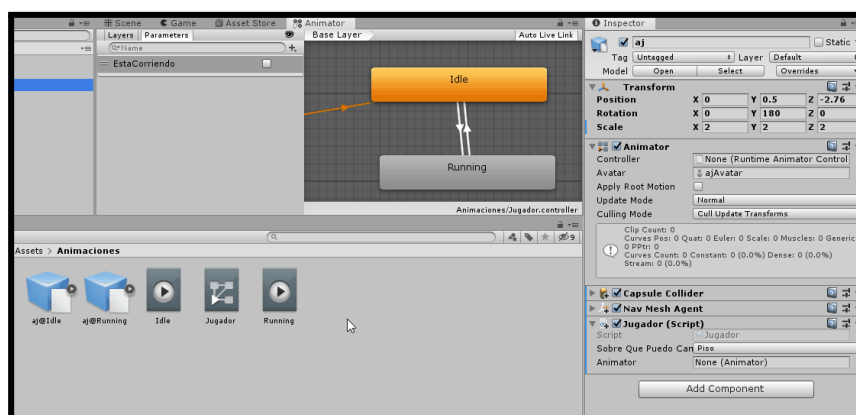 Scene Game Asset Store Animator
Layers Parameters
Base Layer
Auto Live Link
Name
EstaCorriendo
Idle
Running
Animaciones/Jugador.controller
9
Assets > Animaciones
aj@Idle aj@Running Idle Jugador Running
Inspector
aj
Static
Tag Untagged Layer Default
Model Open Select Overrides
Transform
Position X 0 Y 0.5 Z -2.76
Rotation X 0 Y 180 Z 0
Scale X 2 Y 2 Z 2
Animator
Controller None (Runtime Animator Control
Avatar ajAvatar
Apply Root Motion
Update Mode Normal
Culling Mode Cull Update Transforms
Clip Count: 0
Curves Pos: 0 Quat: 0 Euler: 0 Scale: 0 Muscles: 0 Generic
0 PPtr: 0
Curves Count: 0 Constant: 0 (0.0%) Dense: 0 (0.0%)
Stream: 0 (0.0%)
Capsule Collider
Nav Mesh Agent
Jugador (Script)
Script Jugador
Sobre Que Puedo Cam Piso
Animator None (Animator)
Add Component